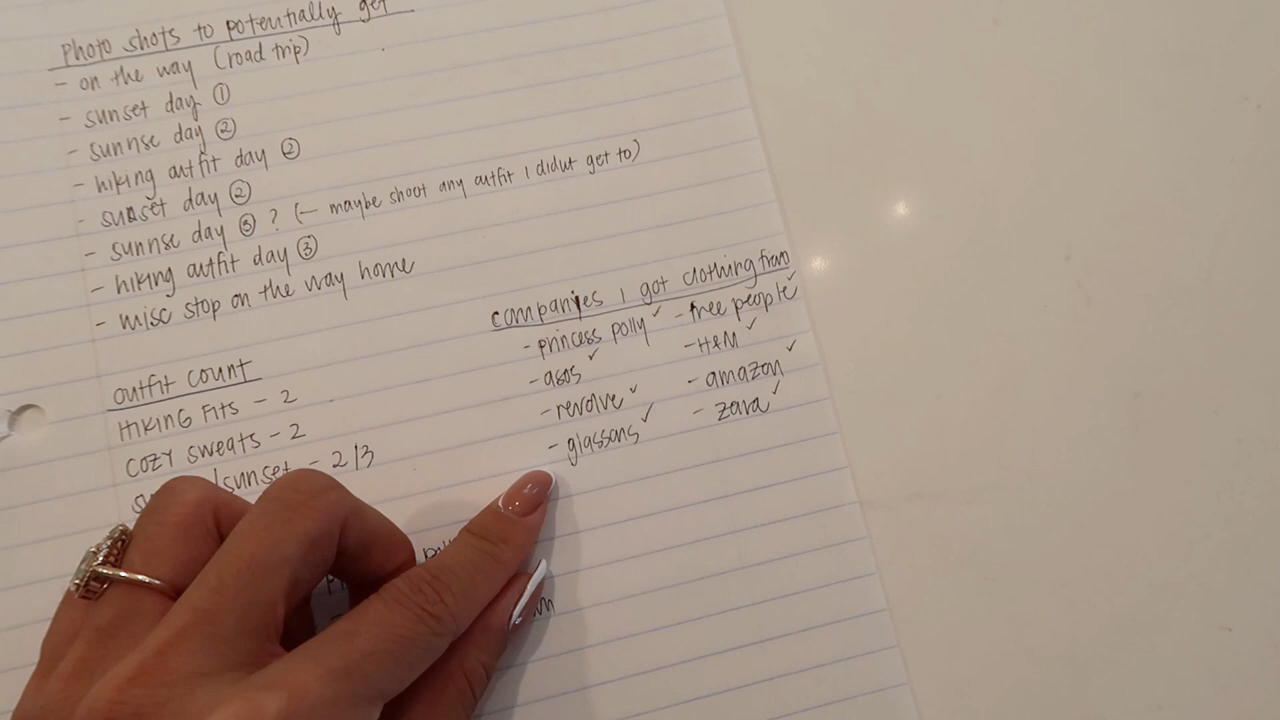 photo shots to potentially get
- on the way (road trip)
- sunset day ①
- sunrise day ②
- hiking outfit day ②
- sunset day ②
- sunrise day ③ ? (← maybe shoot any outfit I didnt get to)
- hiking outfit day ③
- misc stop on the way home
outfit count
HIKING FITS - 2
COZY SWEATS - 2
/sunset - 2/3
companies I got clothing from
- princess polly ✓
- asos ✓
- revolve ✓
- glassons ✓
- free people ✓
- H&M ✓
- amazon ✓
- zara ✓